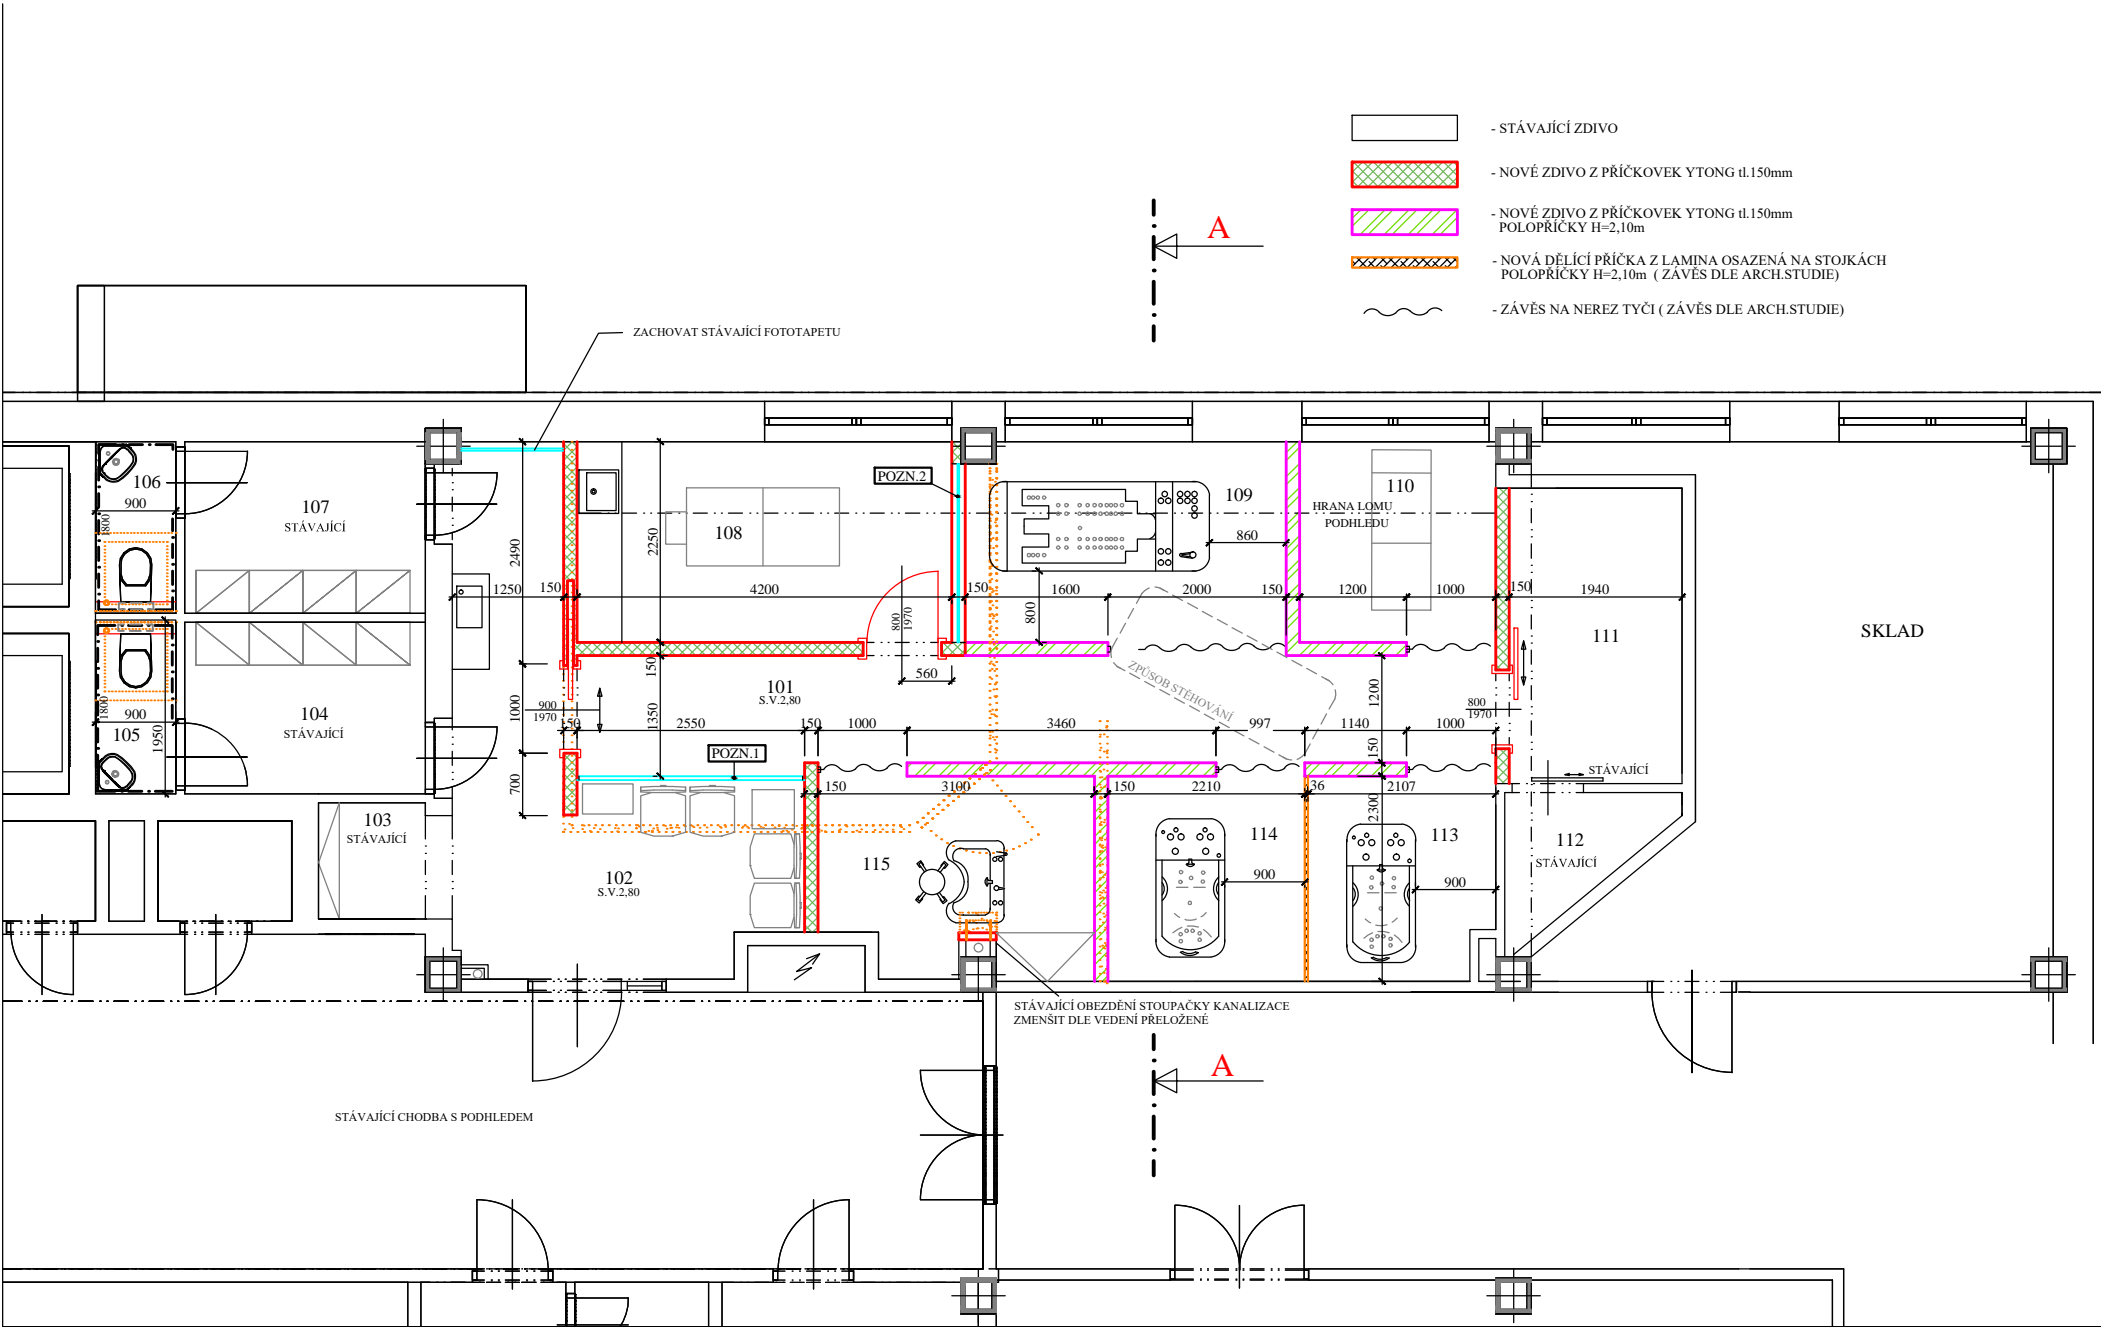 - STÁVAJÍCÍ ZDIVO
- NOVÉ ZDIVO Z PŘÍČKOVEK YTONG tl.150mm
- NOVÉ ZDIVO Z PŘÍČKOVEK YTONG tl.150mm
POLOPŘÍČKY H=2,10m
- NOVÁ DĚLÍCÍ PŘÍČKA Z LAMINA OSAZENÁ NA STOJKÁCH
POLOPŘÍČKY H=2,10m ( ZÁVĚS DLE ARCH.STUDIE)
- ZÁVĚS NA NEREZ TYČI ( ZÁVĚS DLE ARCH.STUDIE)
A
ZACHOVAT STÁVAJÍCÍ FOTOTAPETU
106
900
1800
107
STÁVAJÍCÍ
2490
2250
108
POZN.2
109
860
110
HRANA LOMU
PODHLEDU
1250
150
4200
150
1600
2000
150
1200
1000
150
1940
800
800
1970
111
SKLAD
560
150
101
S.V.2,80
ZPŮSOB STĚHOVÁNÍ
1200
800
1970
1800
900
105
1950
104
STÁVAJÍCÍ
1000
900
1970
150
1350
2550
150
1000
3460
997
1140
1000
150
POZN.1
STÁVAJÍCÍ
700
150
3100
150
2210
36
2107
2300
103
STÁVAJÍCÍ
102
S.V.2,80
115
114
900
113
900
112
STÁVAJÍCÍ
STÁVAJÍCÍ OBEZDĚNÍ STOUPAČKY KANALIZACE
ZMENŠIT DLE VEDENÍ PŘELOŽENÉ
A
STÁVAJÍCÍ CHODBA S PODHLEDEM